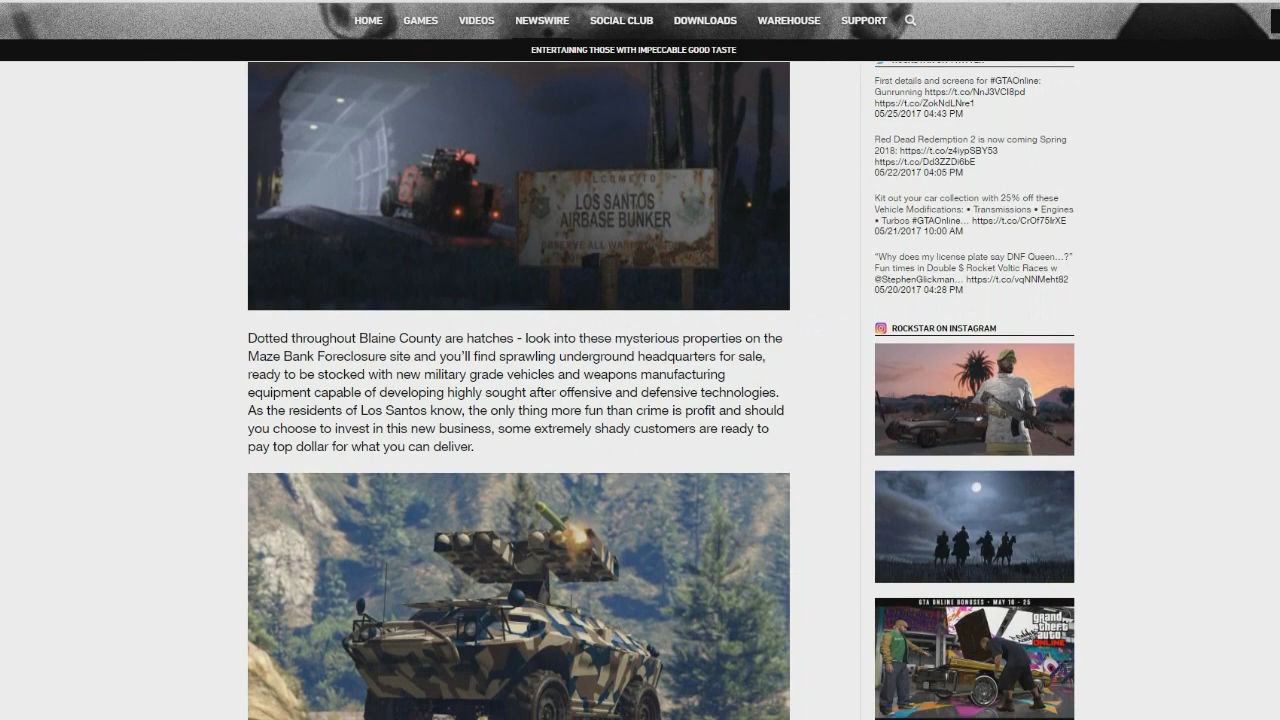 HOME GAMES VIDEOS NEWSWIRE SOCIAL CLUB DOWNLOADS WAREHOUSE SUPPORT
ENTERTAINING THOSE WITH IMPECCABLE GOOD TASTE
WELCOME TO
LOS SANTOS
AIRBASE BUNKER
OBSERVE ALL
Dotted throughout Blaine County are hatches - look into these mysterious properties on the
Maze Bank Foreclosure site and you'll find sprawling underground headquarters for sale,
ready to be stocked with new military grade vehicles and weapons manufacturing
equipment capable of developing highly sought after offensive and defensive technologies.
As the residents of Los Santos know, the only thing more fun than crime is profit and should
you choose to invest in this new business, some extremely shady customers are ready to
pay top dollar for what you can deliver.
First details and screens for #GTAOnline:
Gunrunning https://t.co/NnJ3VCl8pd
https://t.co/ZokNdLNre1
05/25/2017 04:43 PM
Red Dead Redemption 2 is now coming Spring
2018: https://t.co/z4iypSBY53
https://t.co/Dd3ZZDi6bE
05/22/2017 04:05 PM
Kit out your car collection with 25% off these
Vehicle Modifications: • Transmissions • Engines
• Turbos #GTAOnline… https://t.co/CrOf75IrXE
05/21/2017 10:00 AM
"Why does my license plate say DNF Queen…?"
Fun times in Double $ Rocket Voltic Races w
@StephenGlickman… https://t.co/vqNNMeht82
05/20/2017 04:28 PM
ROCKSTAR ON INSTAGRAM
GTA ONLINE BONUSES - MAY 16 - 25
grand
theft
auto
ONLINE